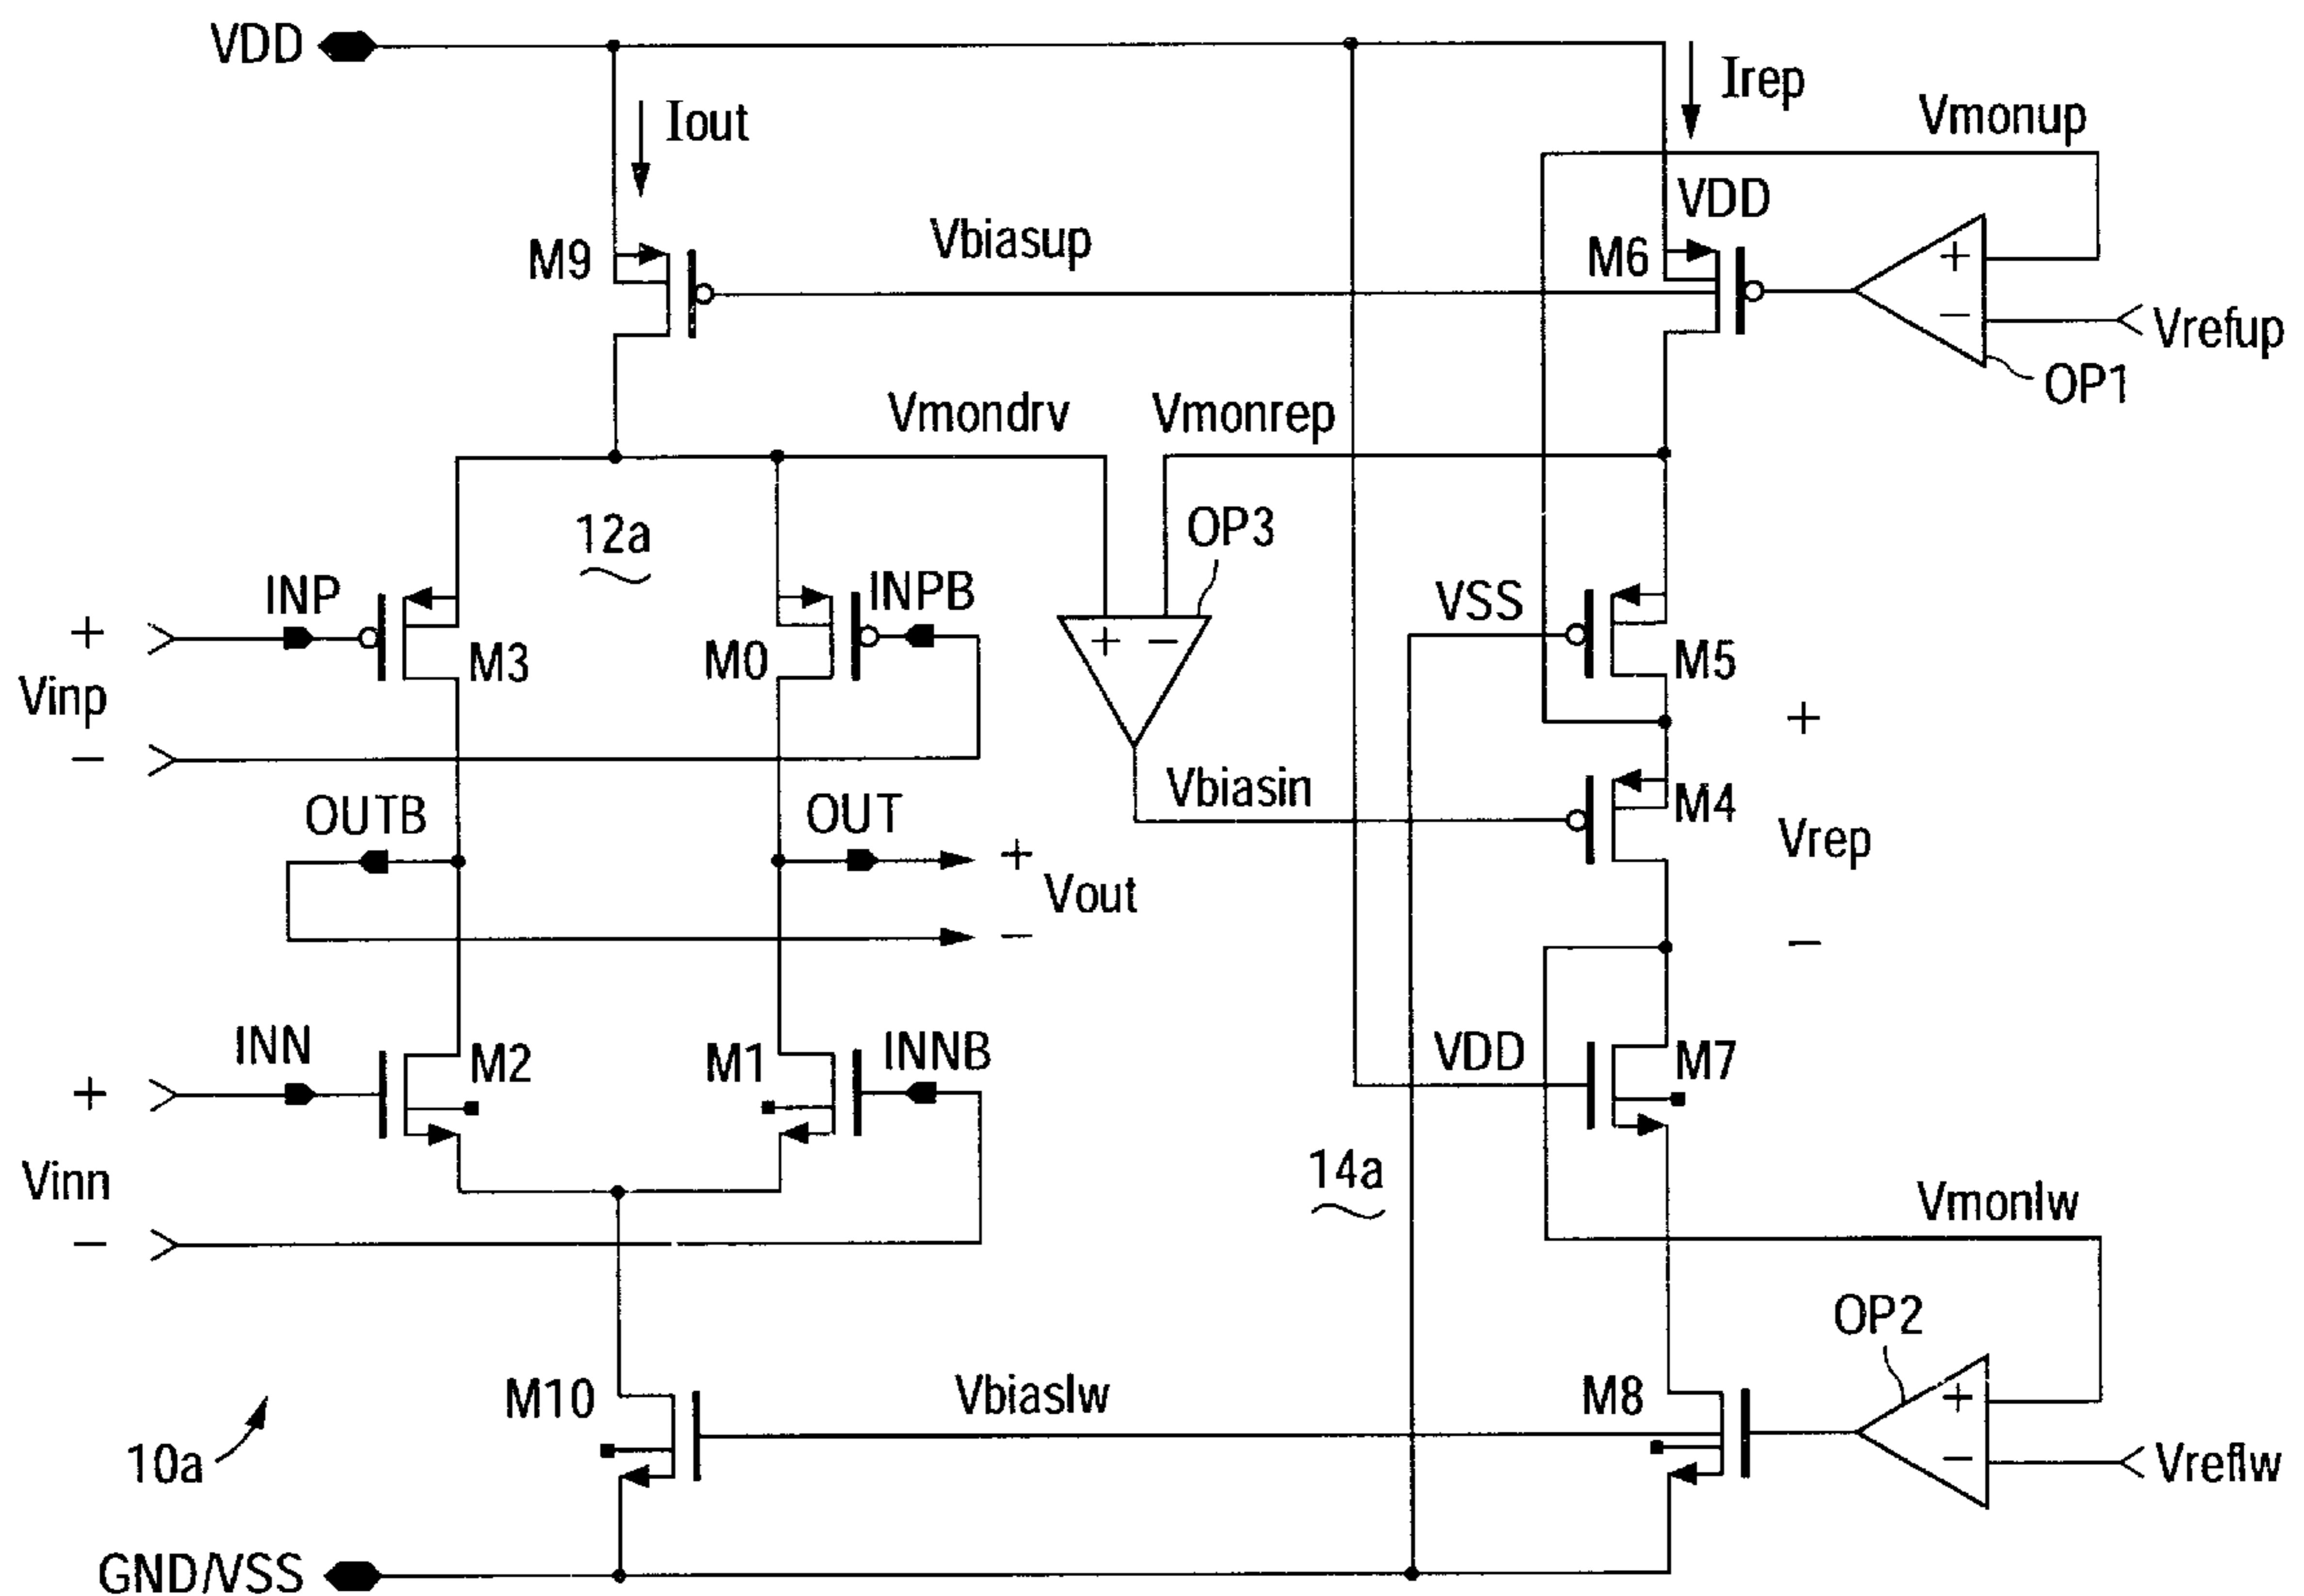 VDD
Iout
Irep
Vmonup
VDD
M9
Vbiasup
M6
+
−
Vrefup
OP1
Vmondrv
Vmonrep
12a
OP3
INP
INPB
VSS
+
M3
M0
+ −
M5
Vinp
+
−
Vbiasin
M4
OUTB
OUT
Vrep
+
Vout
−
−
INN
M2
M1
INNB
VDD
M7
+
Vinn
14a
Vmonlw
−
OP2
M10
Vbiaslw
M8
+
−
10a
Vreflw
GND/VSS